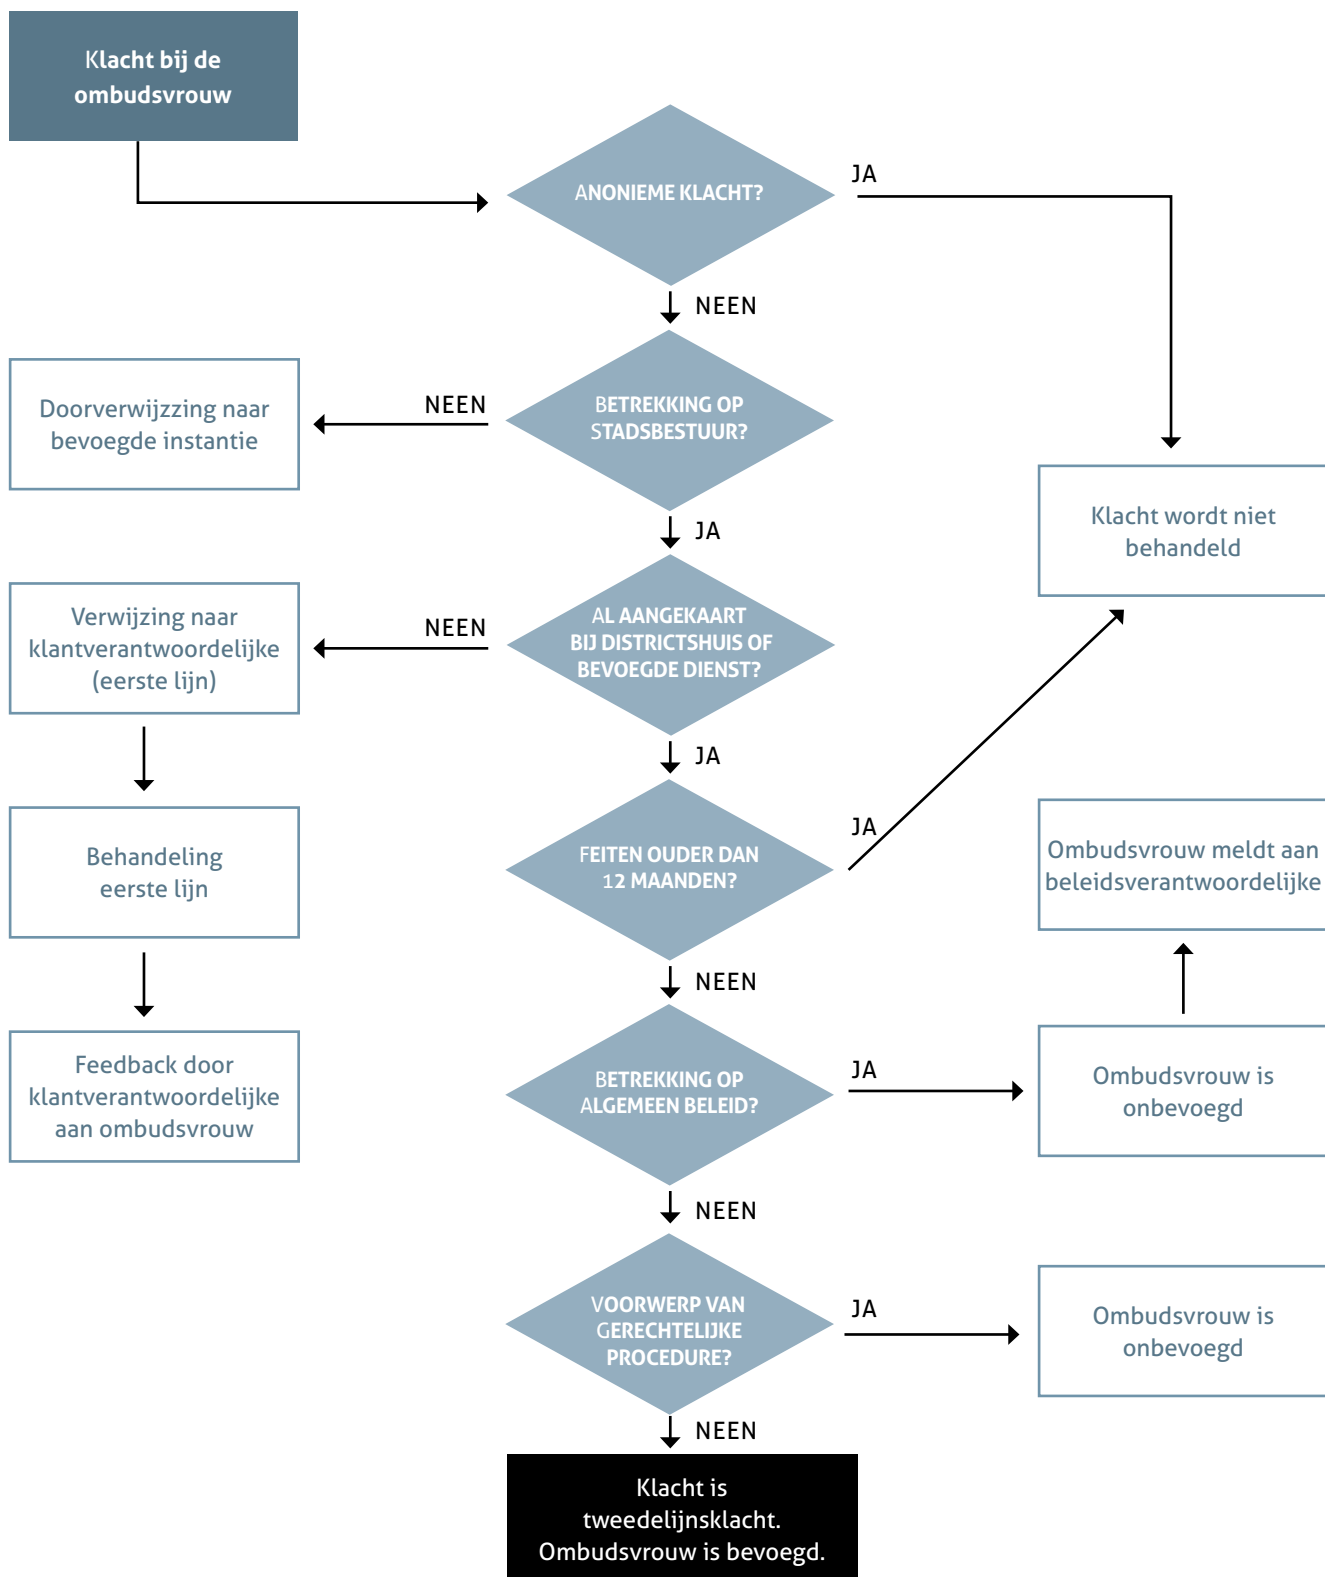 Klacht bij de
ombudsvrouw
ANONIEME KLACHT?
JA
NEEN
BETREKKING OP
STADSBESTUUR?
NEEN
Doorverwijzzing naar
bevoegde instantie
JA
Klacht wordt niet
behandeld
AL AANGEKAART
BIJ DISTRICTSHUIS OF
BEVOEGDE DIENST?
NEEN
Verwijzing naar
klantverantwoordelijke
(eerste lijn)
JA
FEITEN OUDER DAN
12 MAANDEN?
JA
Behandeling
eerste lijn
Ombudsvrouw meldt aan
beleidsverantwoordelijke
NEEN
Feedback door
klantverantwoordelijke
aan ombudsvrouw
BETREKKING OP
ALGEMEEN BELEID?
JA
Ombudsvrouw is
onbevoegd
NEEN
VOORWERP VAN
GERECHTELIJKE
PROCEDURE?
JA
Ombudsvrouw is
onbevoegd
NEEN
Klacht is
tweedelijnsklacht.
Ombudsvrouw is bevoegd.